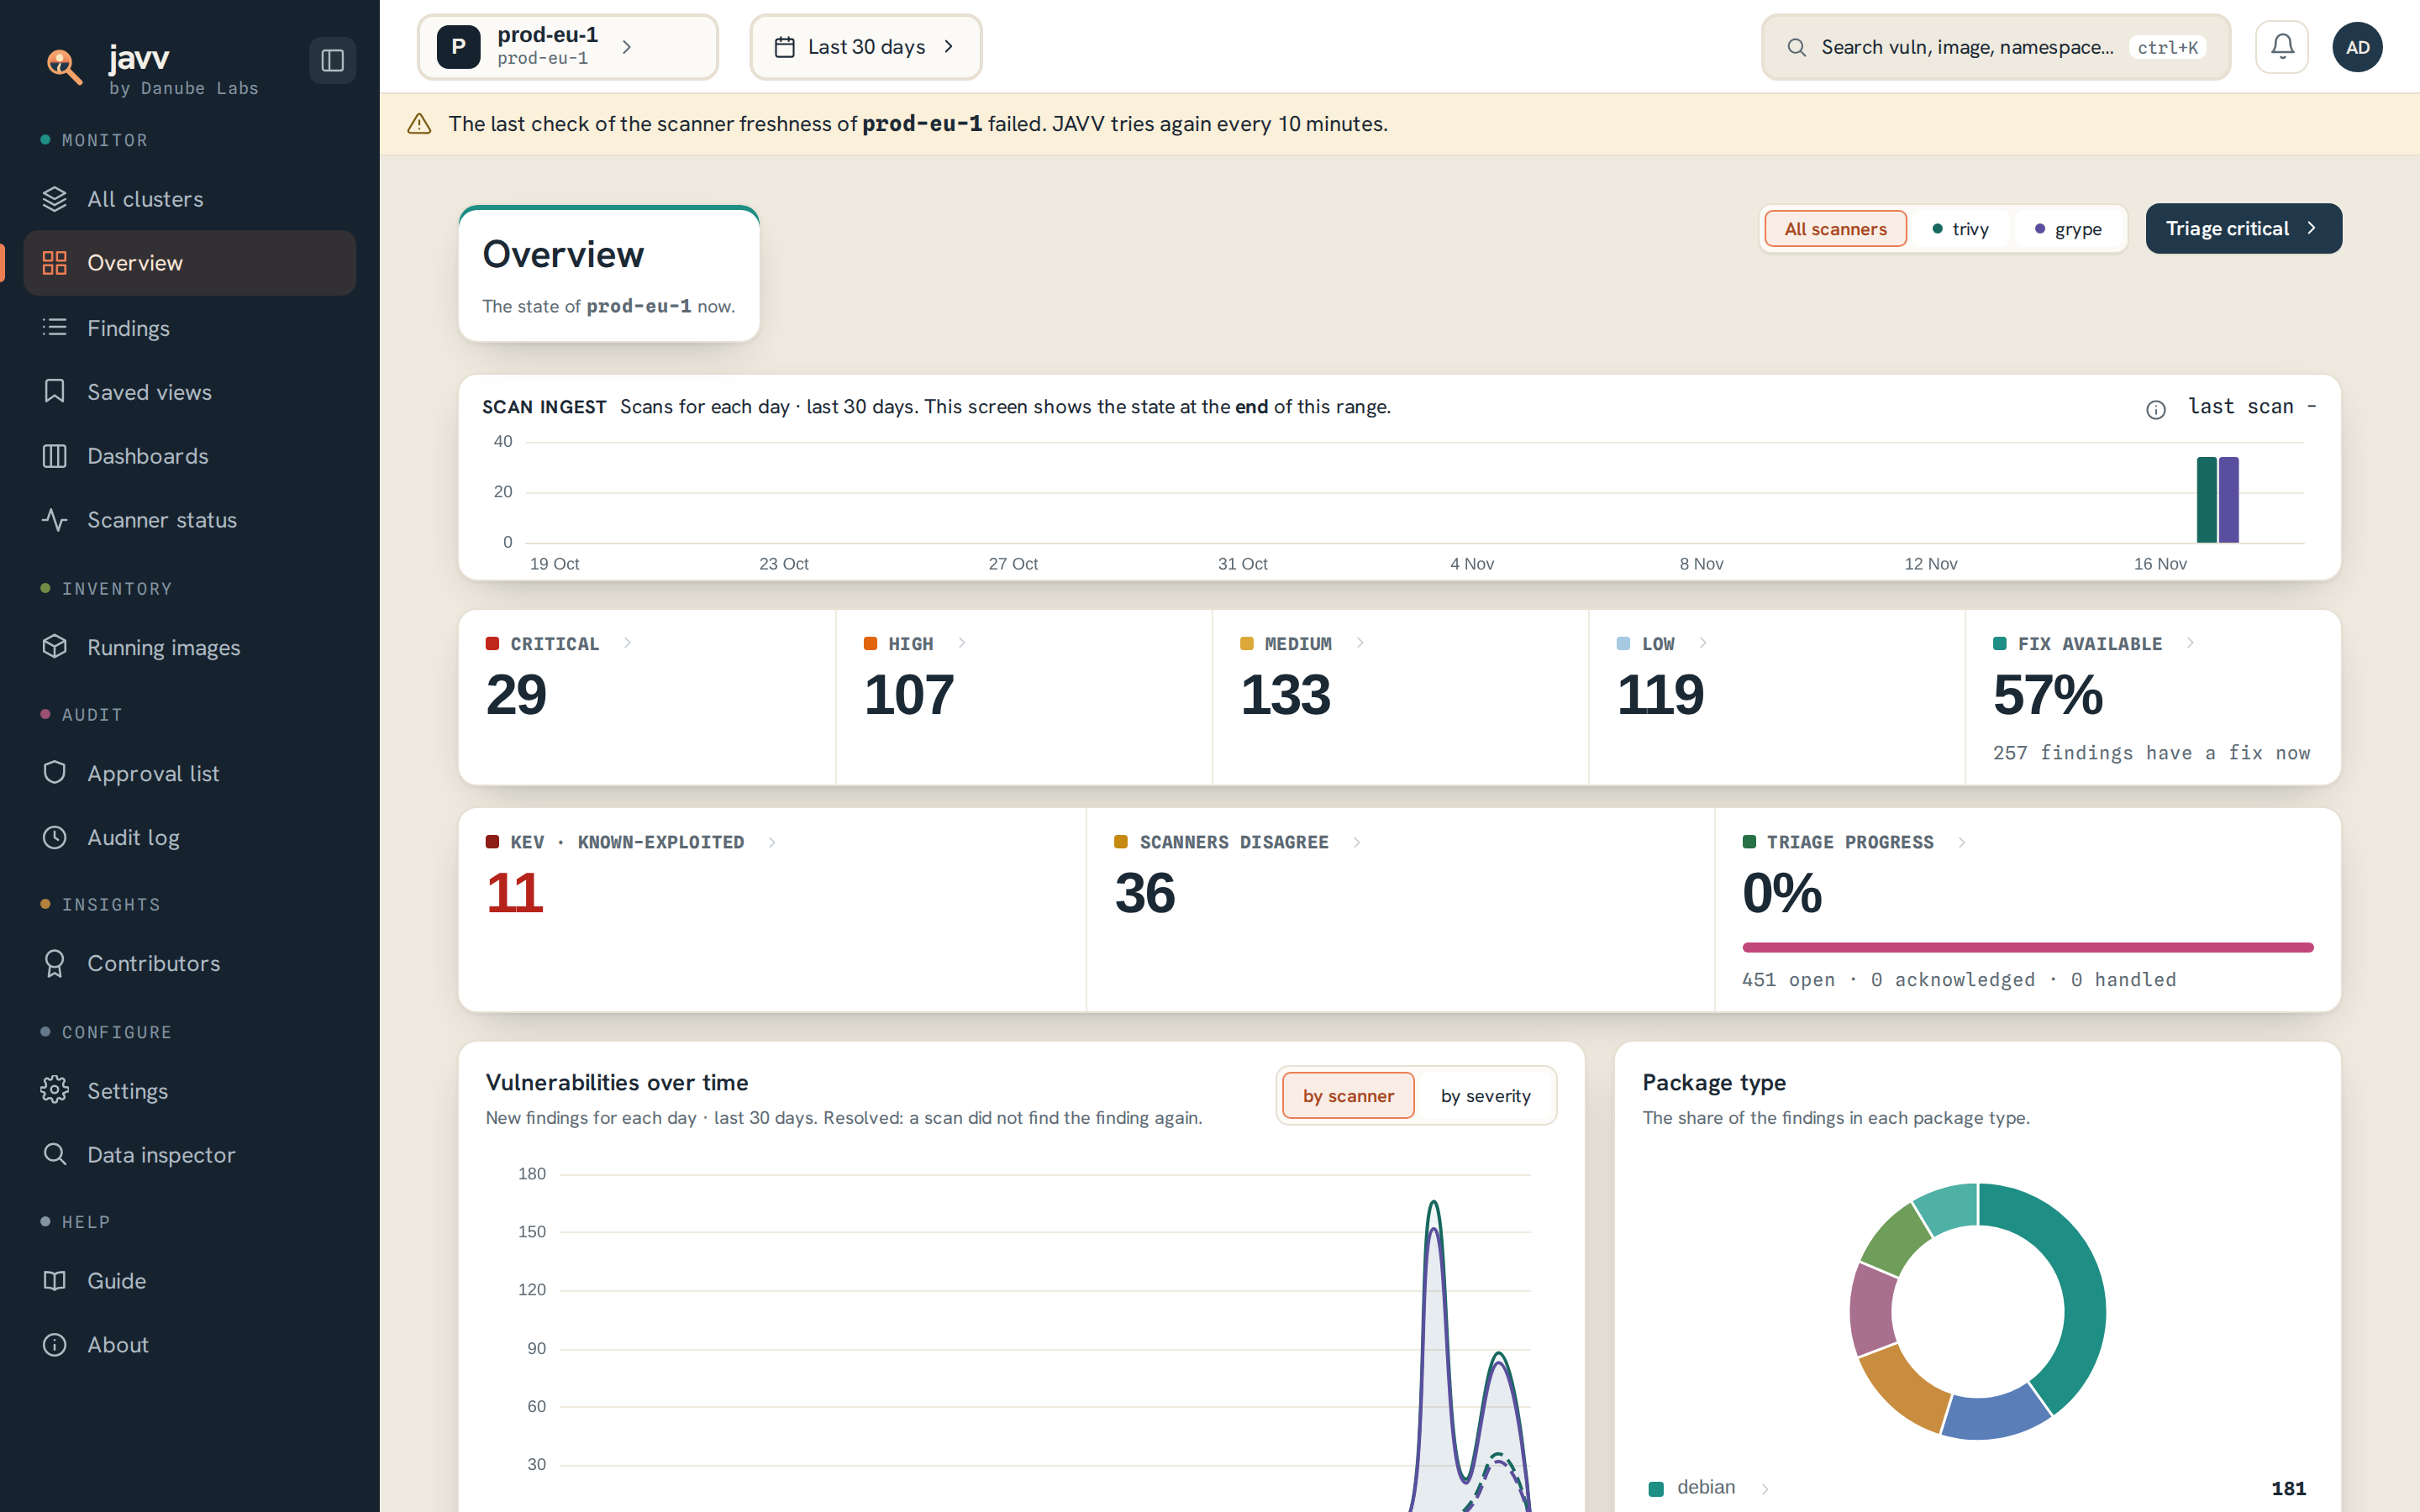 javv
by Danube Labs
MONITOR
All clusters
Overview
Findings
Saved views
Dashboards
Scanner status
INVENTORY
Running images
AUDIT
Approval list
Audit log
INSIGHTS
Contributors
CONFIGURE
Settings
Data inspector
HELP
Guide
About
P
prod-eu-1
prod-eu-1
Last 30 days
Search vuln, image, namespace...
ctrl+K
AD
The last check of the scanner freshness of prod-eu-1 failed. JAVV tries again every 10 minutes.
Overview
The state of prod-eu-1 now.
All scanners
trivy
grype
Triage critical
SCAN INGEST Scans for each day · last 30 days. This screen shows the state at the end of this range.
last scan -
40
20
0
19 Oct 23 Oct 27 Oct 31 Oct 4 Nov 8 Nov 12 Nov 16 Nov
CRITICAL
29
HIGH
107
MEDIUM
133
LOW
119
FIX AVAILABLE
57%
257 findings have a fix now
KEV · KNOWN-EXPLOITED
11
SCANNERS DISAGREE
36
TRIAGE PROGRESS
0%
451 open · 0 acknowledged · 0 handled
Vulnerabilities over time
New findings for each day · last 30 days. Resolved: a scan did not find the finding again.
by scanner
by severity
180
150
120
90
60
30
Package type
The share of the findings in each package type.
debian
181